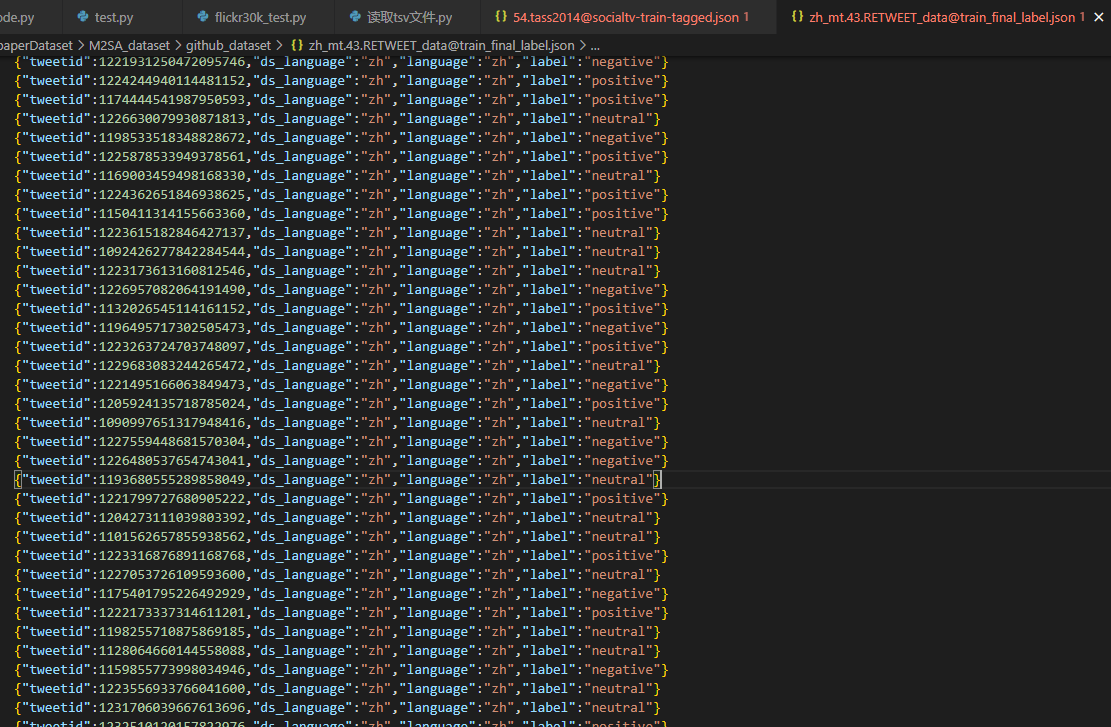 ode.py test.py flickr30k_test.py 读取tsv文件.py {} 54.tass2014@socialtv-train-tagged.json 1 {} zh_mt.43.RETWEET_data@train_final_label.json 1 ×
paperDataset > M2SA_dataset > github_dataset > {} zh_mt.43.RETWEET_data@train_final_label.json > ...
{"tweetid":1221931250472095746,"ds_language":"zh","language":"zh","label":"negative"}
{"tweetid":1224244940114481152,"ds_language":"zh","language":"zh","label":"positive"}
{"tweetid":1174444541987950593,"ds_language":"zh","language":"zh","label":"positive"}
{"tweetid":1226630079930871813,"ds_language":"zh","language":"zh","label":"neutral"}
{"tweetid":1198533518348828672,"ds_language":"zh","language":"zh","label":"negative"}
{"tweetid":1225878533949378561,"ds_language":"zh","language":"zh","label":"positive"}
{"tweetid":1169003459498168330,"ds_language":"zh","language":"zh","label":"neutral"}
{"tweetid":1224362651846938625,"ds_language":"zh","language":"zh","label":"positive"}
{"tweetid":1150411314155663360,"ds_language":"zh","language":"zh","label":"positive"}
{"tweetid":1223615182846427137,"ds_language":"zh","language":"zh","label":"neutral"}
{"tweetid":1092426277842284544,"ds_language":"zh","language":"zh","label":"neutral"}
{"tweetid":1223173613160812546,"ds_language":"zh","language":"zh","label":"neutral"}
{"tweetid":1226957082064191490,"ds_language":"zh","language":"zh","label":"negative"}
{"tweetid":1132026545114161152,"ds_language":"zh","language":"zh","label":"positive"}
{"tweetid":1196495717302505473,"ds_language":"zh","language":"zh","label":"negative"}
{"tweetid":1223263724703748097,"ds_language":"zh","language":"zh","label":"positive"}
{"tweetid":1229683083244265472,"ds_language":"zh","language":"zh","label":"neutral"}
{"tweetid":1221495166063849473,"ds_language":"zh","language":"zh","label":"negative"}
{"tweetid":1205924135718785024,"ds_language":"zh","language":"zh","label":"positive"}
{"tweetid":1090997651317948416,"ds_language":"zh","language":"zh","label":"neutral"}
{"tweetid":1227559448681570304,"ds_language":"zh","language":"zh","label":"negative"}
{"tweetid":1226480537654743041,"ds_language":"zh","language":"zh","label":"negative"}
{"tweetid":1193680555289858049,"ds_language":"zh","language":"zh","label":"neutral"}
{"tweetid":1221799727680905222,"ds_language":"zh","language":"zh","label":"positive"}
{"tweetid":1204273111039803392,"ds_language":"zh","language":"zh","label":"neutral"}
{"tweetid":1101562657855938562,"ds_language":"zh","language":"zh","label":"neutral"}
{"tweetid":1223316876891168768,"ds_language":"zh","language":"zh","label":"positive"}
{"tweetid":1227053726109593600,"ds_language":"zh","language":"zh","label":"neutral"}
{"tweetid":1175401795226492929,"ds_language":"zh","language":"zh","label":"negative"}
{"tweetid":1222173337314611201,"ds_language":"zh","language":"zh","label":"positive"}
{"tweetid":1198255710875869185,"ds_language":"zh","language":"zh","label":"neutral"}
{"tweetid":1128064660144558088,"ds_language":"zh","language":"zh","label":"neutral"}
{"tweetid":1159855773998034946,"ds_language":"zh","language":"zh","label":"negative"}
{"tweetid":1223556933766041600,"ds_language":"zh","language":"zh","label":"neutral"}
{"tweetid":1231706039667613696,"ds_language":"zh","language":"zh","label":"neutral"}
{"tweetid":1232510120157822976,"ds_language":"zh","language":"zh","label":"positive"}